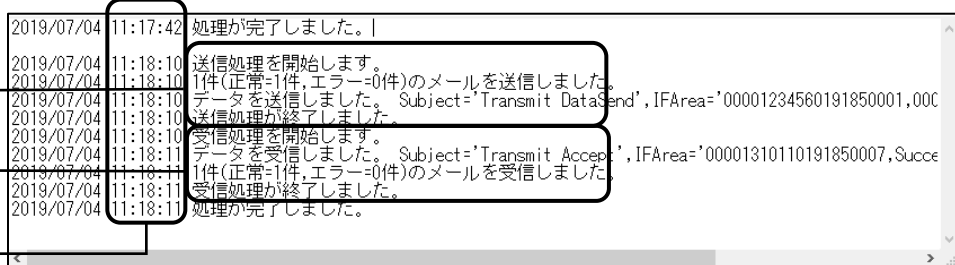 2019/07/04 11:17:42 処理が完了しました。
2019/07/04 11:18:10 送信処理を開始します。
2019/07/04 11:18:10 1件(正常=1件,エラー=0件)のメールを送信しました。
2019/07/04 11:18:10 データを送信しました。 Subject='Transmit DataSend',IFArea='00001234560191850001,000
2019/07/04 11:18:10 送信処理が終了しました。
2019/07/04 11:18:10 受信処理を開始します。
2019/07/04 11:18:11 データを受信しました。 Subject='Transmit Accept',IFArea='00001310110191850007,Succe
2019/07/04 11:18:11 1件(正常=1件,エラー=0件)のメールを受信しました。
2019/07/04 11:18:11 受信処理が終了しました。
2019/07/04 11:18:11 処理が完了しました。